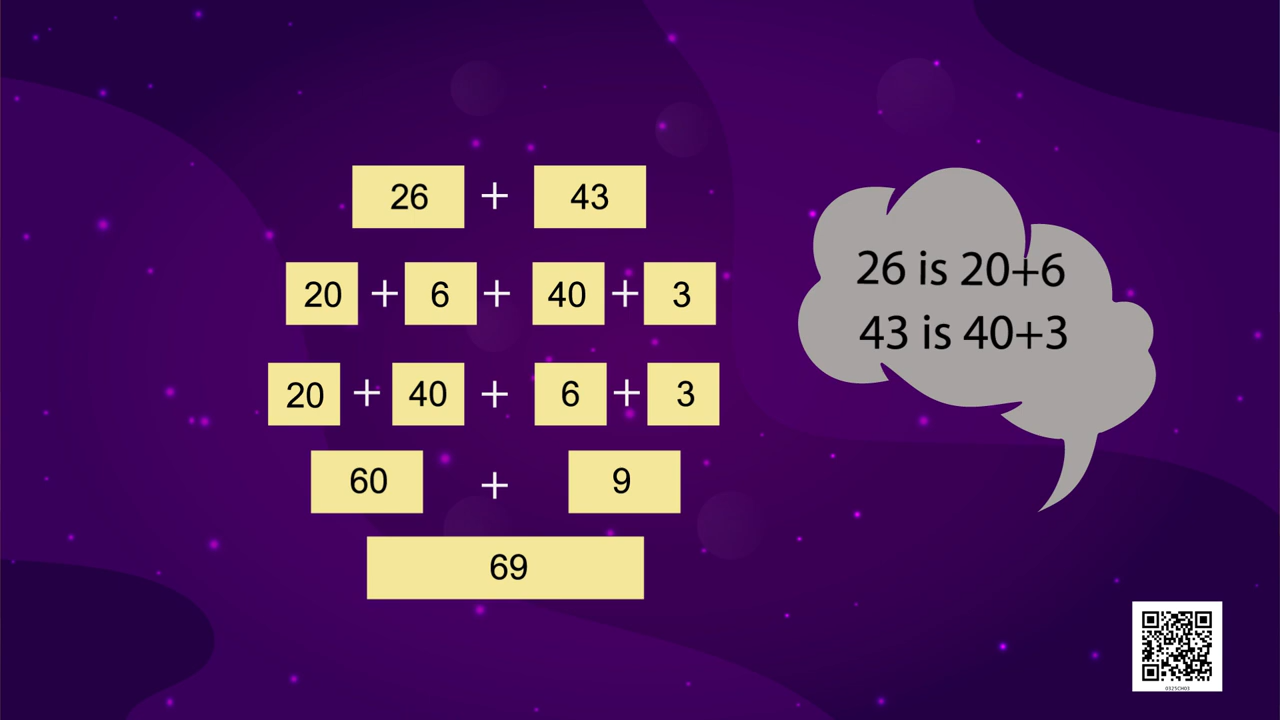 26 + 43
20 + 6 + 40 + 3
20 + 40 + 6 + 3
60 + 9
69
26 is 20+6
43 is 40+3
0325CH03